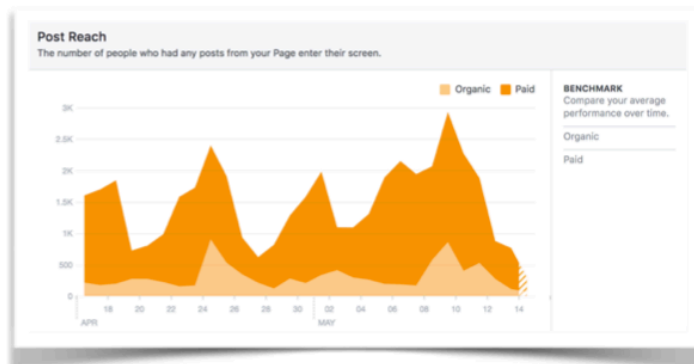 Post Reach
The number of people who had any posts from your Page enter their screen.
Organic Paid
BENCHMARK
Compare your average
performance over time.
Organic
Paid
3K
2.5K
2K
1.5K
1K
500
0
18 20 22 24 26 28 30 02 04 06 08 10 12 14
APR MAY